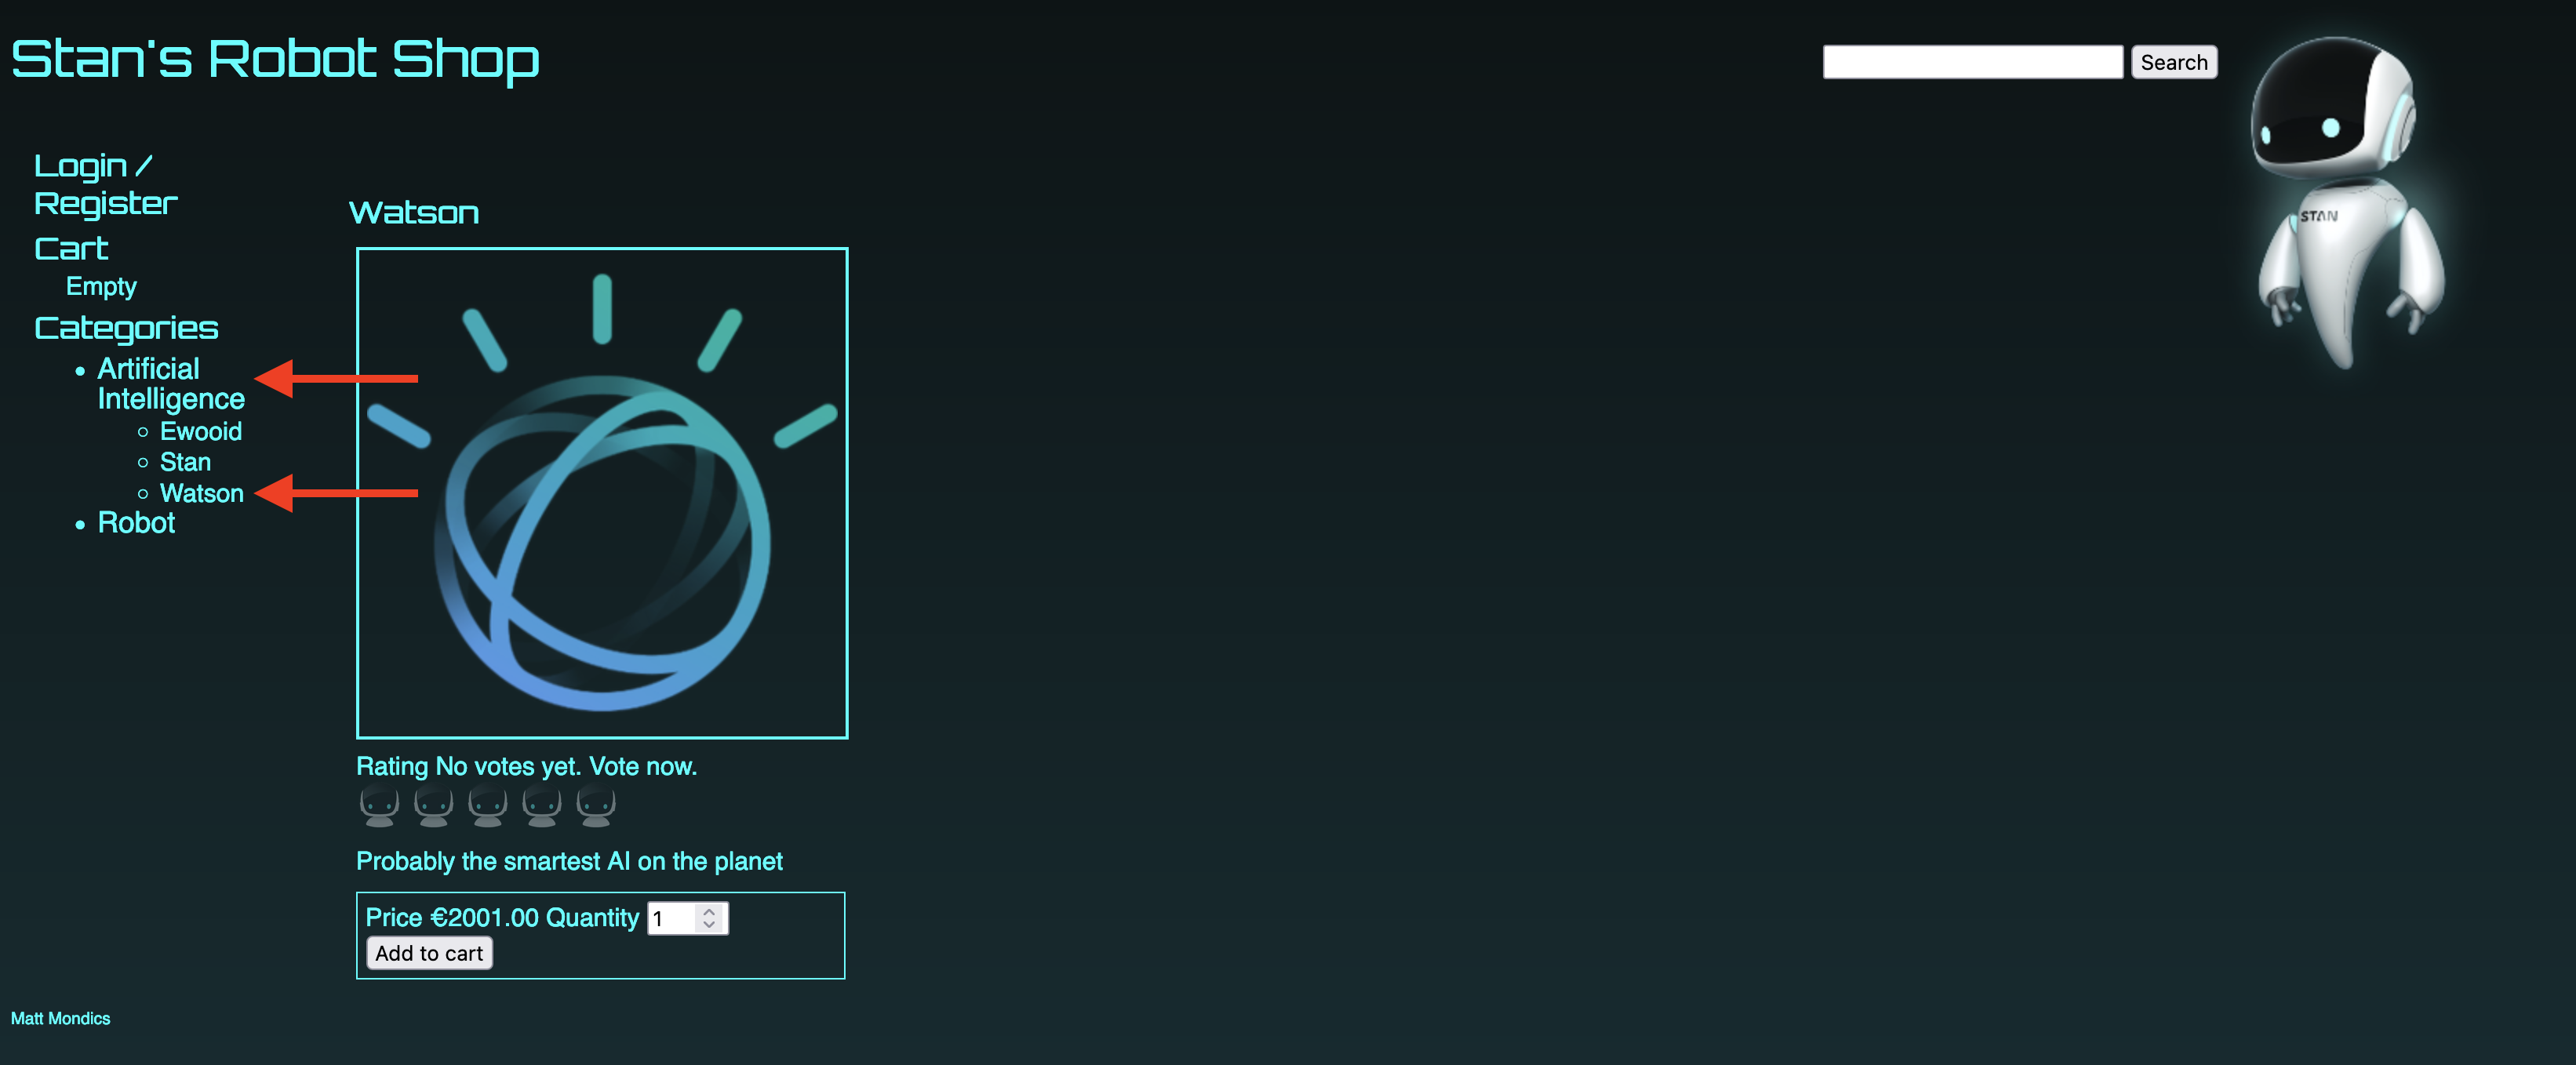 Stan's Robot Shop
Search
STAN
Login /
Register
Cart
Empty
Categories
Artificial
Intelligence
Ewooid
Stan
Watson
Robot
Watson
Rating No votes yet. Vote now.
Probably the smartest AI on the planet
Price €2001.00 Quantity 1
Add to cart
Matt Mondics